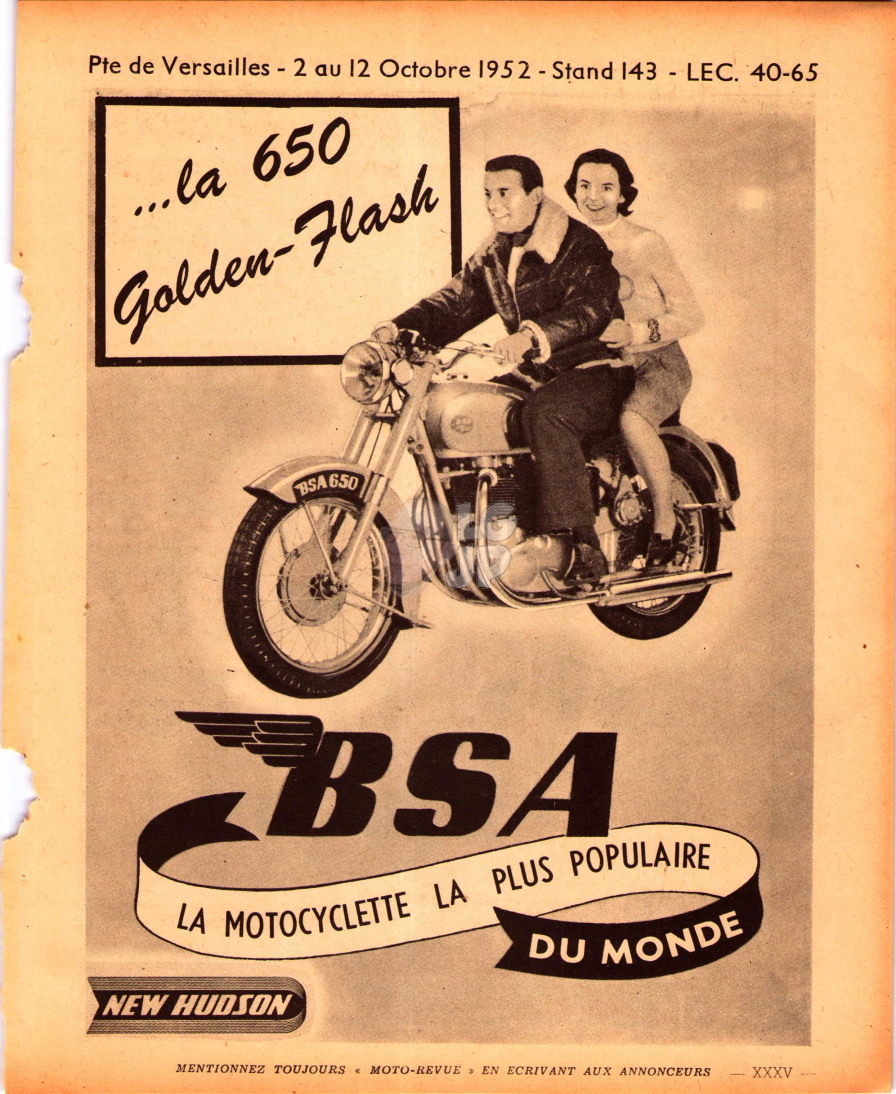 Pte de Versailles - 2 au 12 Octobre 1952 - Stand 143 - LEC. 40-65
...la 650
Golden-Flash
BSA 650
BSA
LA MOTOCYCLETTE LA PLUS POPULAIRE
DU MONDE
NEW HUDSON
MENTIONNEZ TOUJOURS « MOTO-REVUE » EN ECRIVANT AUX ANNONCEURS — XXXV —